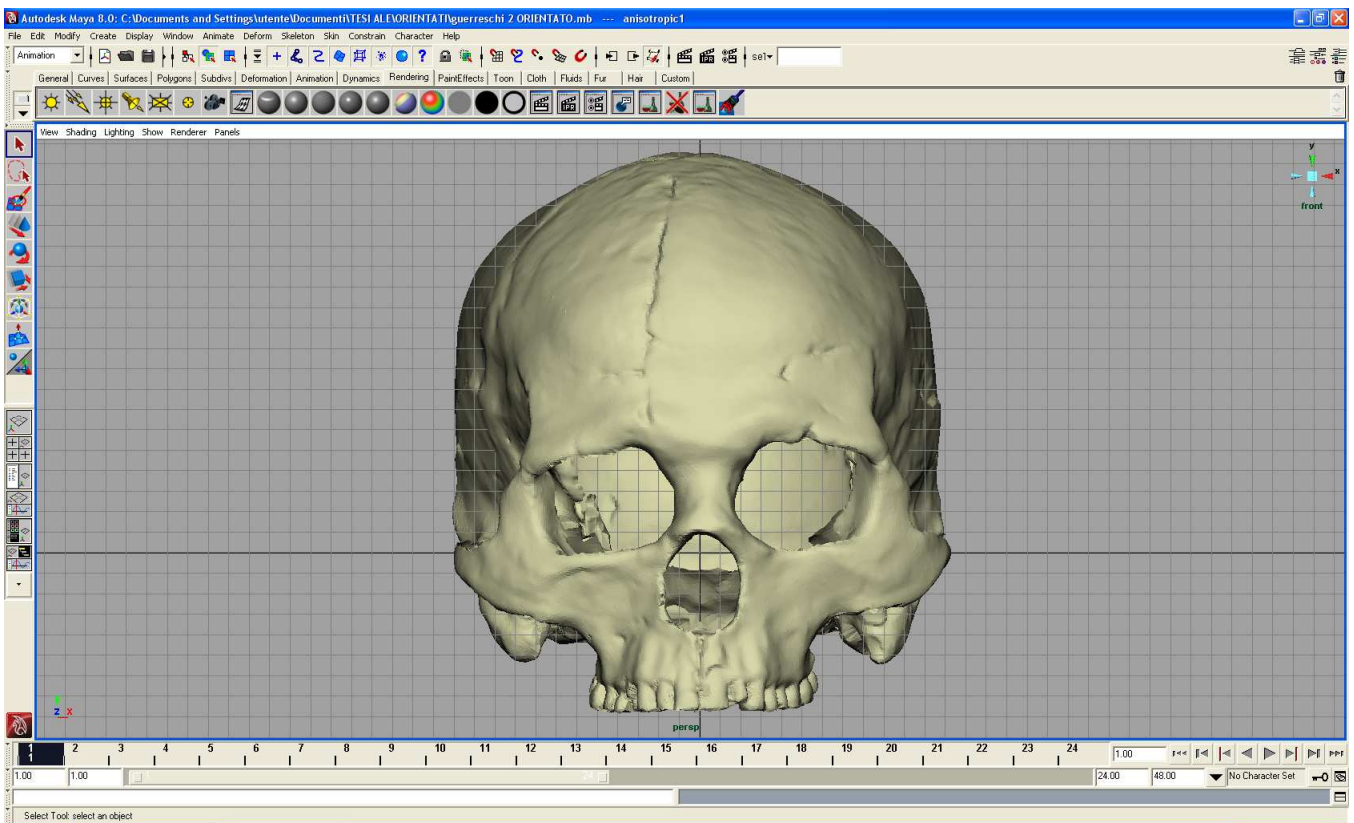 Autodesk Maya 8.0: C:\Documents and Settings\utente\Documenti\TESI ALE\ORIENTATI\guerreschi 2 ORIENTATO.mb --- anisotropic1
File Edit Modify Create Display Window Animate Deform Skeleton Skin Constrain Character Help
Animation sel
General Curves Surfaces Polygons Subdivs Deformation Animation Dynamics Rendering PaintEffects Toon Cloth Fluids Fur Hair Custom
IPR
View Shading Lighting Show Renderer Panels
y
x
front
z x
persp
1 2 3 4 5 6 7 8 9 10 11 12 13 14 15 16 17 18 19 20 21 22 23 24 1.00
1
1.00 1.00 1 24 24.00 48.00 No Character Set
Select Tool: select an object